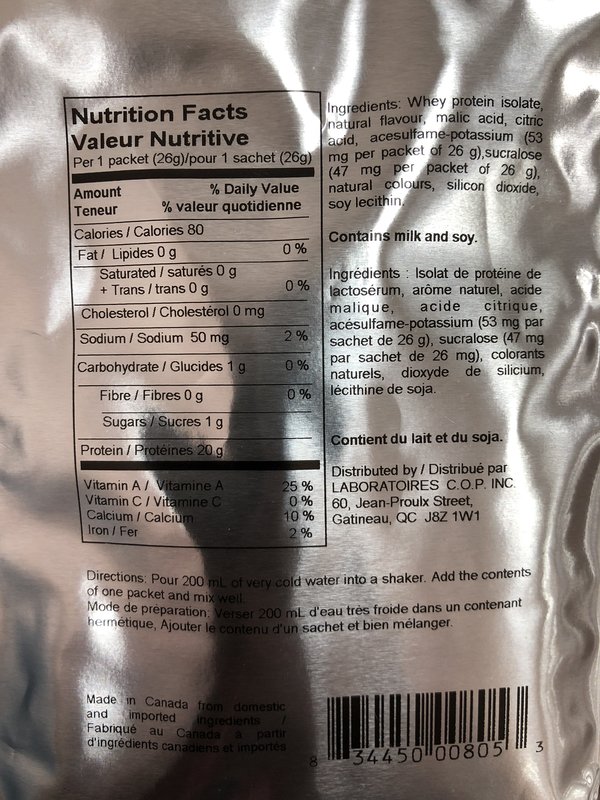 Nutrition Facts
Valeur Nutritive
Per 1 packet (26g)/pour 1 sachet (26g)
Amount % Daily Value
Teneur % valeur quotidienne
Calories / Calories 80
Fat / Lipides 0 g 0 %
Saturated / saturés 0 g
+ Trans / trans 0 g 0 %
Cholesterol / Cholestérol 0 mg
Sodium / Sodium 50 mg 2 %
Carbohydrate / Glucides 1 g 0 %
Fibre / Fibres 0 g 0 %
Sugars / Sucres 1 g
Protein / Protéines 20 g
Vitamin A / Vitamine A 25 %
Vitamin C / Vitamine C 0 %
Calcium / Calcium 10 %
Iron / Fer 2 %
Ingredients: Whey protein isolate,
natural flavour, malic acid, citric
acid, acesulfame-potassium (53
mg per packet of 26 g),sucralose
(47 mg per packet of 26 g),
natural colours, silicon dioxide,
soy lecithin.
Contains milk and soy.
Ingrédients : Isolat de protéine de
lactosérum, arôme naturel, acide
malique, acide citrique,
acésulfame-potassium (53 mg par
sachet de 26 g), sucralose (47 mg
par sachet de 26 mg), colorants
naturels, dioxyde de silicium,
lécithine de soja.
Contient du lait et du soja.
Distributed by / Distribué par
LABORATOIRES C.O.P. INC.
60, Jean-Proulx Street,
Gatineau, QC J8Z 1W1
Directions: Pour 200 mL of very cold water into a shaker. Add the contents
of one packet and mix well.
Mode de préparation: Verser 200 mL d'eau très froide dans un contenant
hermétique, Ajouter le contenu d'un sachet et bien mélanger.
Made in Canada from domestic
and imported ingredients /
Fabriqué au Canada à partir
d'ingrédients canadiens et importés
8 34450 00805 3